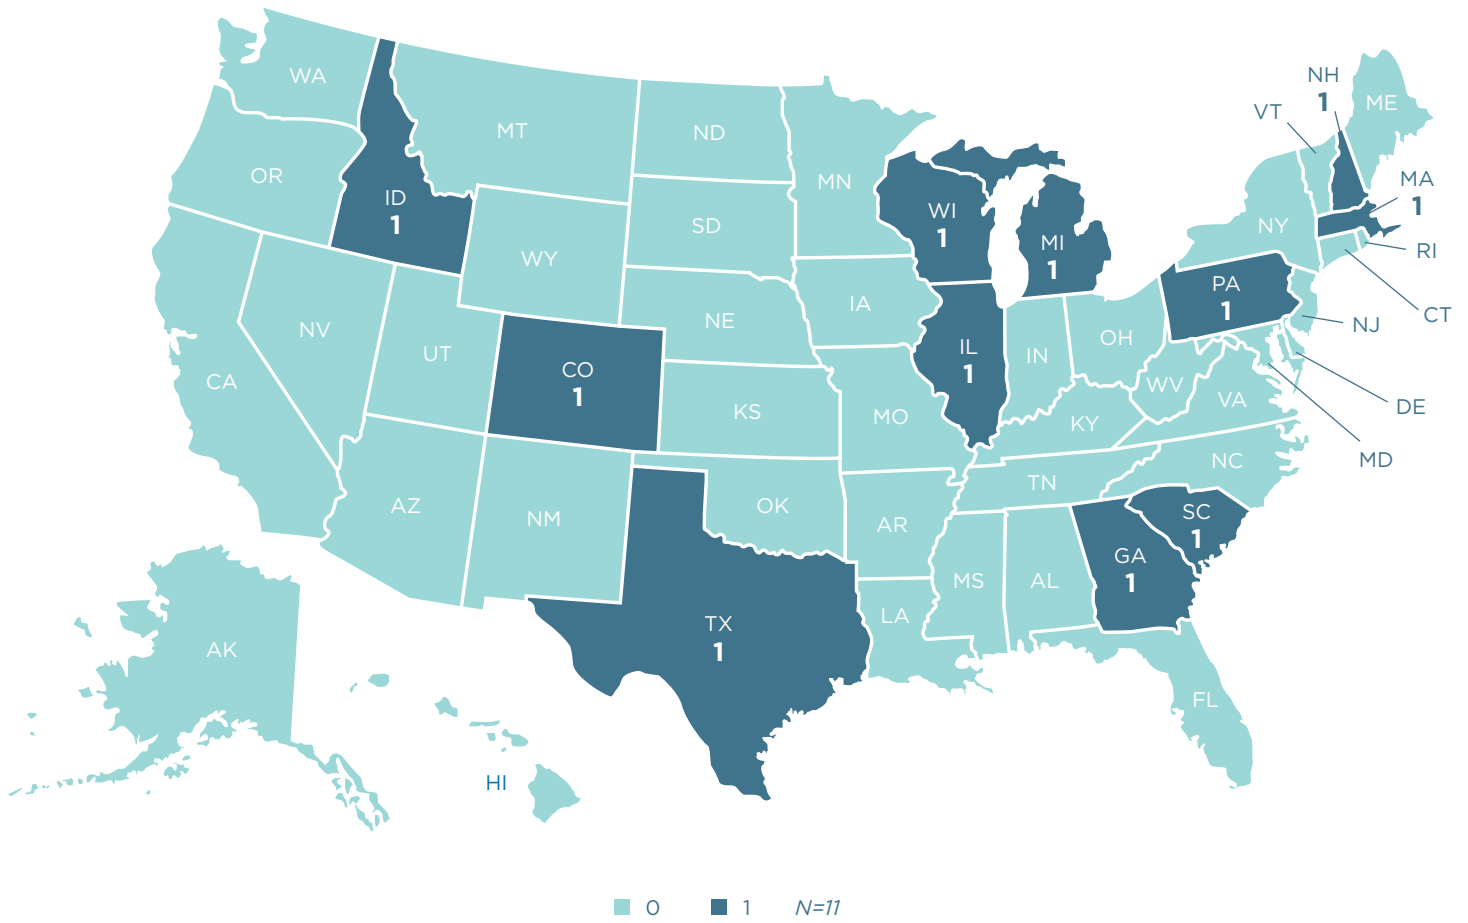 WA
MT
ND
MN
OR
ID
1
WY
SD
WI
1
MI
1
NH
1
VT
ME
MA
1
NY
RI
CT
PA
1
NJ
DE
MD
NV
UT
CA
CO
1
NE
IA
IL
1
IN
OH
WV
VA
KS
MO
KY
NC
TN
AZ
NM
OK
AR
SC
1
GA
1
MS
AL
LA
TX
1
FL
AK
HI
0 1 N=11